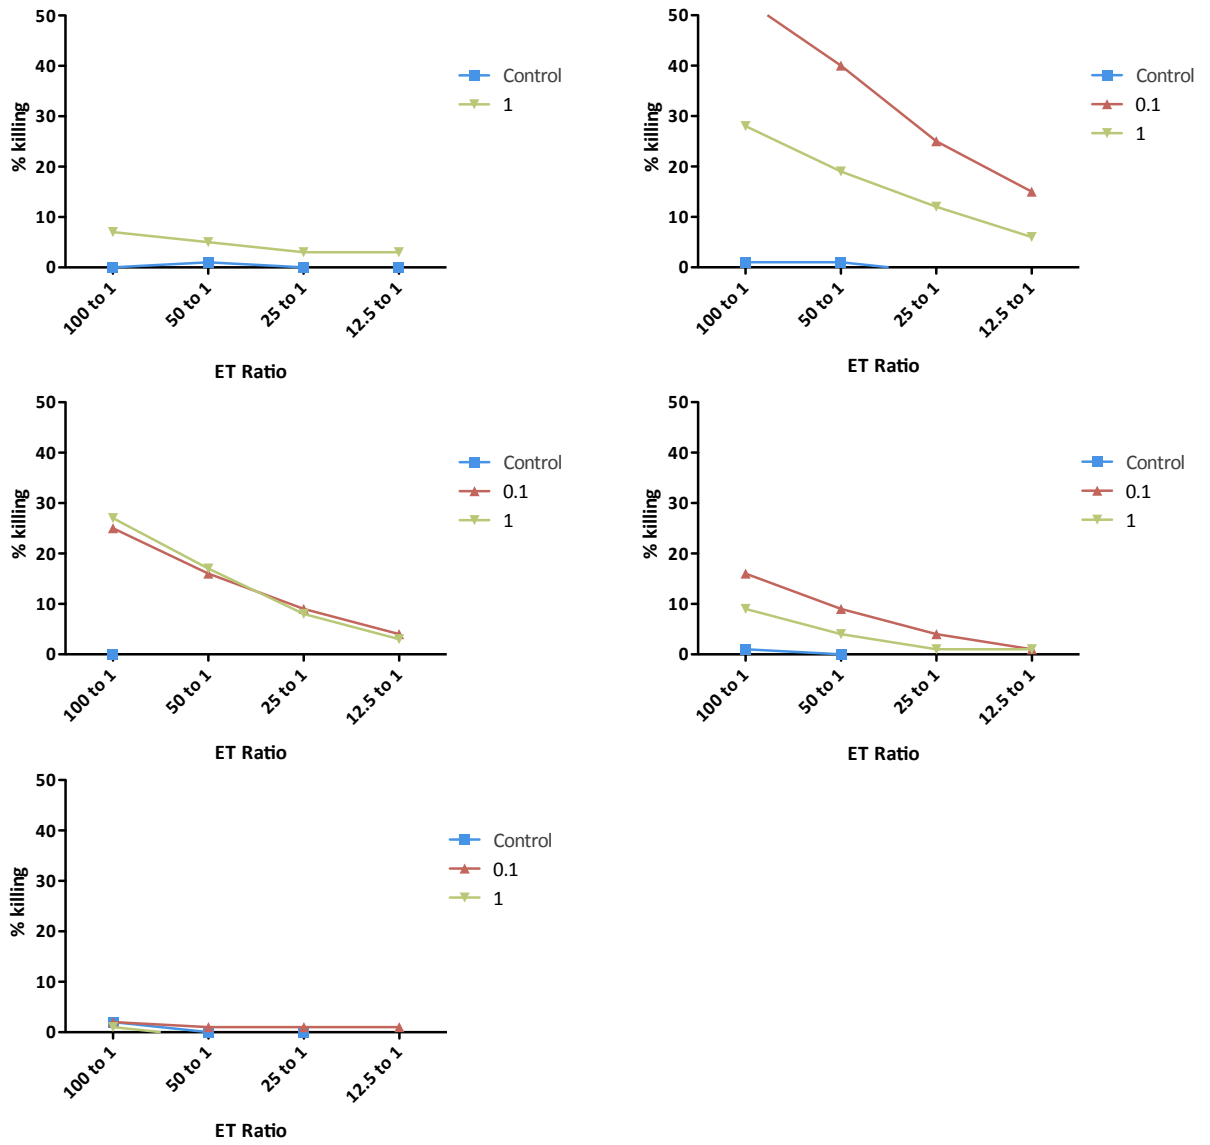 50
40
30
20
10
0
% killing
100 to 1
50 to 1
25 to 1
12.5 to 1
ET Ratio
Control
1
50
40
30
20
10
0
% killing
100 to 1
50 to 1
25 to 1
12.5 to 1
ET Ratio
Control
0.1
1
50
40
30
20
10
0
% killing
100 to 1
50 to 1
25 to 1
12.5 to 1
ET Ratio
Control
0.1
1
50
40
30
20
10
0
% killing
100 to 1
50 to 1
25 to 1
12.5 to 1
ET Ratio
Control
0.1
1
50
40
30
20
10
0
% killing
100 to 1
50 to 1
25 to 1
12.5 to 1
ET Ratio
Control
0.1
1